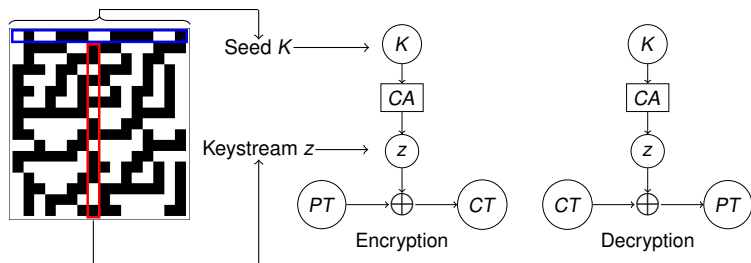 Seed K
K
K
CA
CA
Keystream z
z
z
PT
CT
CT
PT
Encryption
Decryption